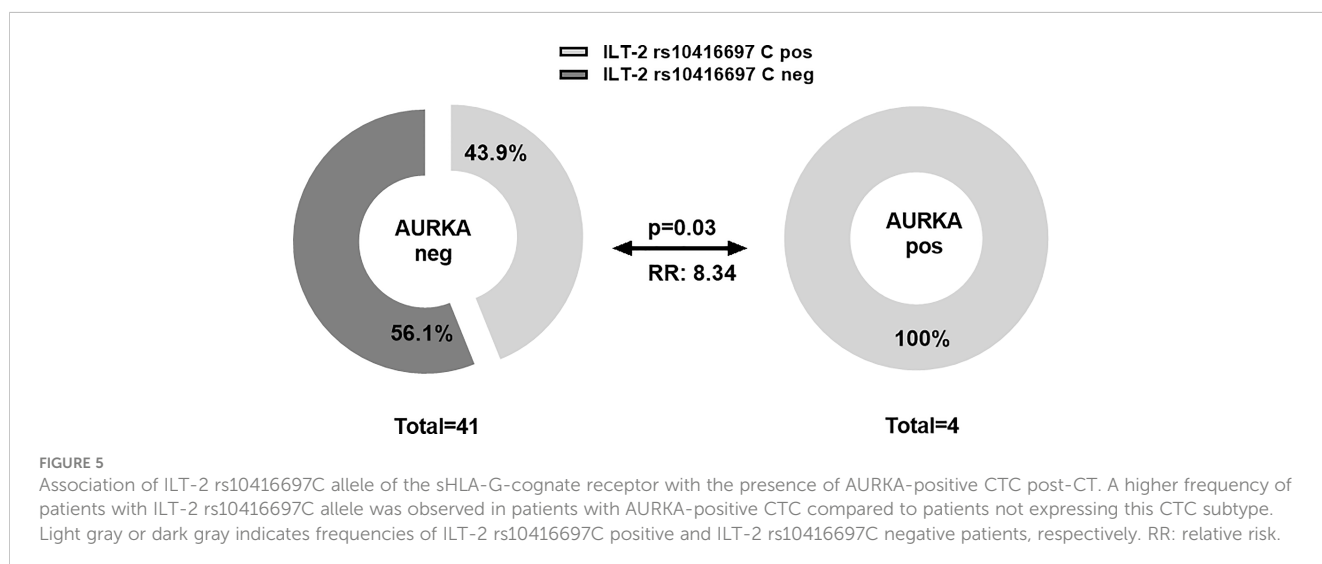 ILT-2 rs10416697 C pos
ILT-2 rs10416697 C neg
43.9%
AURKA
neg
56.1%
Total=41
p=0.03
RR: 8.34
AURKA
pos
100%
Total=4
FIGURE 5
Association of ILT-2 rs10416697C allele of the sHLA-G-cognate receptor with the presence of AURKA-positive CTC post-CT. A higher frequency of
patients with ILT-2 rs10416697C allele was observed in patients with AURKA-positive CTC compared to patients not expressing this CTC subtype.
Light gray or dark gray indicates frequencies of ILT-2 rs10416697C positive and ILT-2 rs10416697C negative patients, respectively. RR: relative risk.